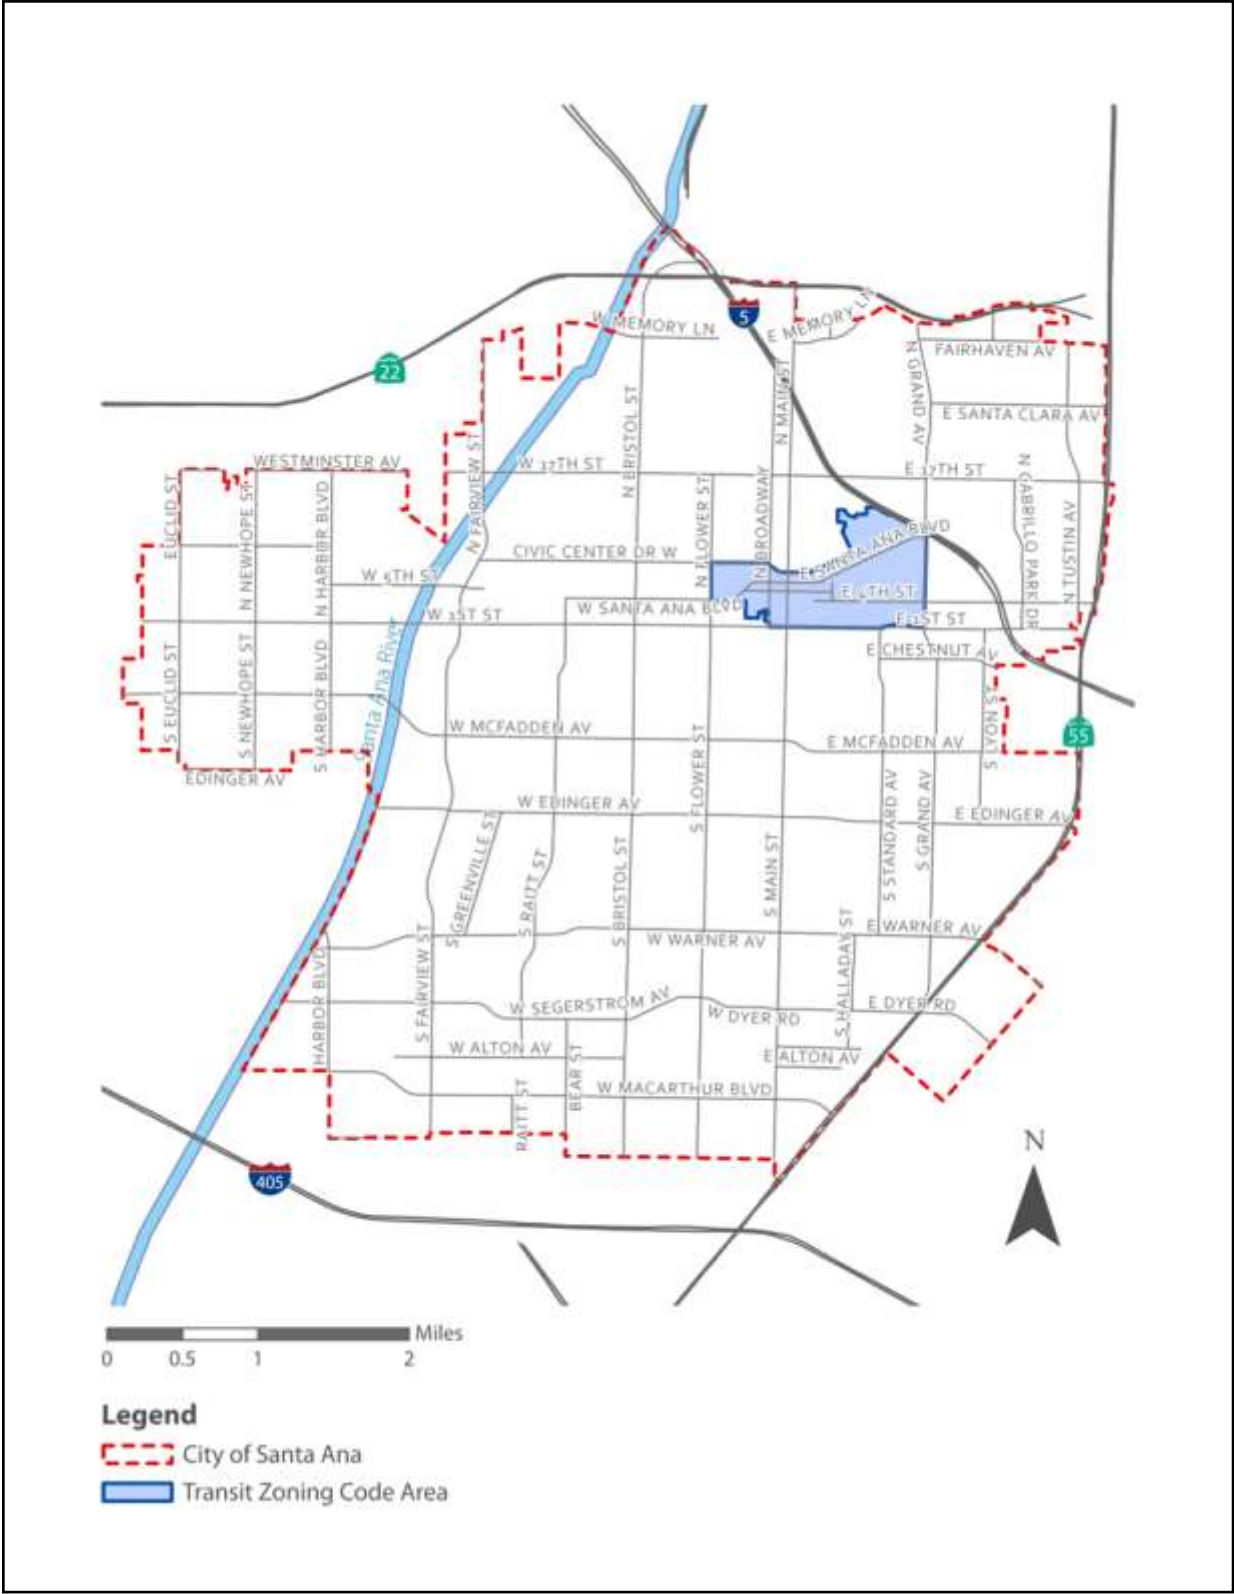 5
W MEMORY LN
E MEMORY LN
22
FAIRHAVEN AV
N GRAND AV
N BRISTOL ST
N MAIN ST
E SANTA CLARA AV
N FAIRVIEW ST
WESTMINSTER AV
W 17TH ST
E 17TH ST
EUCLID ST
N NEWHOPE ST
N HARBOR BLVD
N FLOWER ST
N BROADWAY
N CABRILLO PARK DR
N TUSTIN AV
E SANTA ANA BLVD
CIVIC CENTER DR W
W 5TH ST
E 4TH ST
W SANTA ANA BLVD
W 1ST ST
E 1ST ST
E CHESTNUT AV
S EUCLID ST
S NEWHOPE ST
S HARBOR BLVD
Santa Ana River
S LYON ST
W MCFADDEN AV
E MCFADDEN AV
55
EDINGER AV
S FLOWER ST
W EDINGER AV
E EDINGER AV
S GREENVILLE ST
S RAITT ST
S BRISTOL ST
S MAIN ST
S STANDARD AV
S GRAND AV
W WARNER AV
E WARNER AV
S FAIRVIEW ST
HARBOR BLVD
S HALLADAY ST
W SEGERSTROM AV
W DYER RD
E DYER RD
W ALTON AV
E ALTON AV
BEAR ST
RAITT ST
W MACARTHUR BLVD
405
N
Miles
0 0.5 1 2
Legend
City of Santa Ana
Transit Zoning Code Area